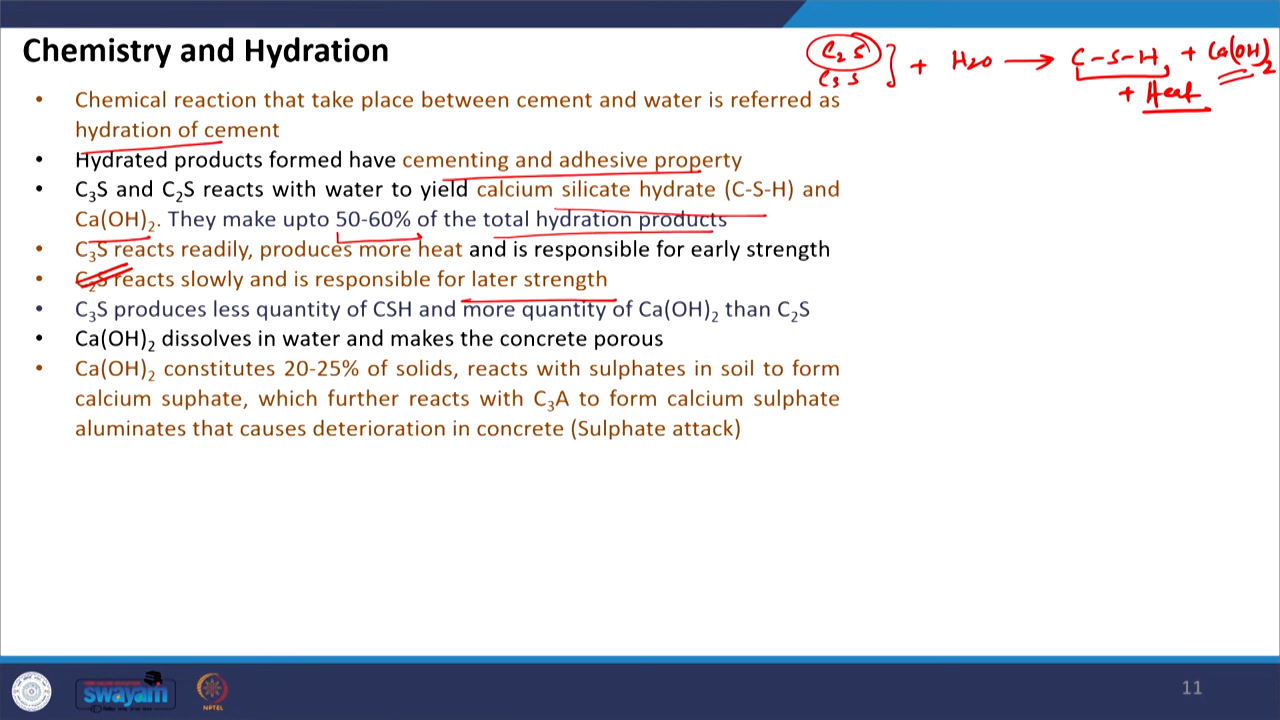 Chemistry and Hydration
C₂S ] + H₂O → C-S-H, + Ca(OH)₂
C₃S
+ Heat
• Chemical reaction that take place between cement and water is referred as
hydration of cement
• Hydrated products formed have cementing and adhesive property
• C₃S and C₂S reacts with water to yield calcium silicate hydrate (C-S-H) and
Ca(OH)₂. They make upto 50-60% of the total hydration products
• C₃S reacts readily, produces more heat and is responsible for early strength
• C₂S reacts slowly and is responsible for later strength
• C₃S produces less quantity of CSH and more quantity of Ca(OH)₂ than C₂S
• Ca(OH)₂ dissolves in water and makes the concrete porous
• Ca(OH)₂ constitutes 20-25% of solids, reacts with sulphates in soil to form
calcium suphate, which further reacts with C₃A to form calcium sulphate
aluminates that causes deterioration in concrete (Sulphate attack)
swayam
NPTEL
11